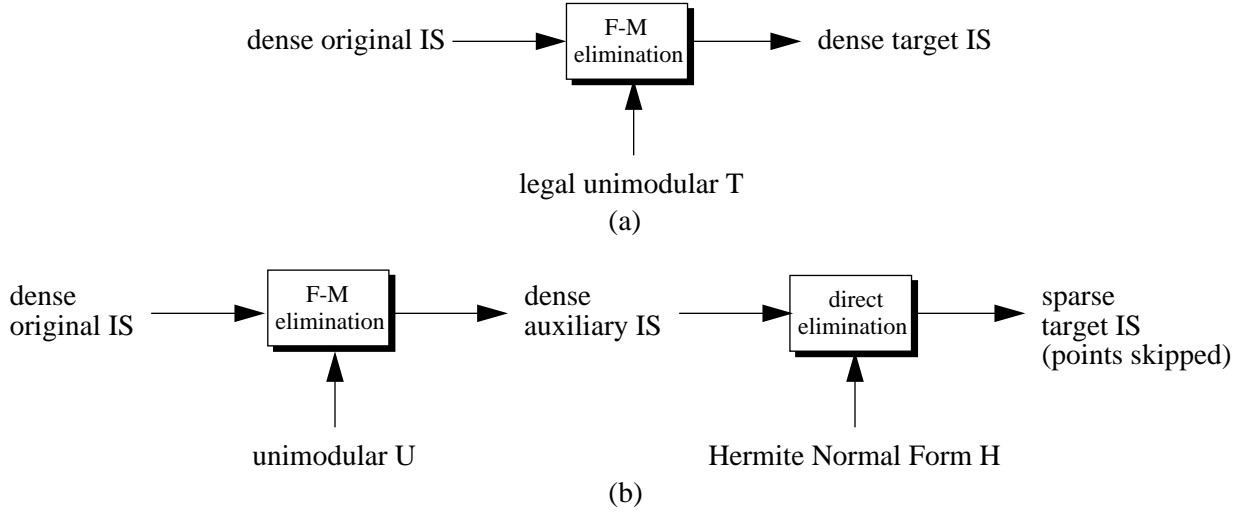 dense original IS
F-M
elimination
dense target IS
legal unimodular T
(a)
dense
original IS
F-M
elimination
dense
auxiliary IS
direct
elimination
sparse
target IS
(points skipped)
unimodular U
Hermite Normal Form H
(b)